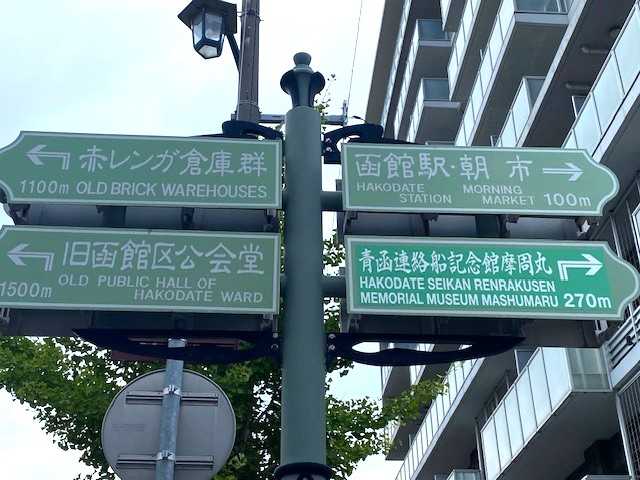 赤レンガ倉庫群
1100m OLD BRICK WAREHOUSES
函館駅・朝市
HAKODATE STATION MORNING MARKET 100m
旧函館区公会堂
OLD PUBLIC HALL OF
1500m HAKODATE WARD
青函連絡船記念館摩周丸
HAKODATE SEIKAN RENRAKUSEN
MEMORIAL MUSEUM MASHUMARU 270m